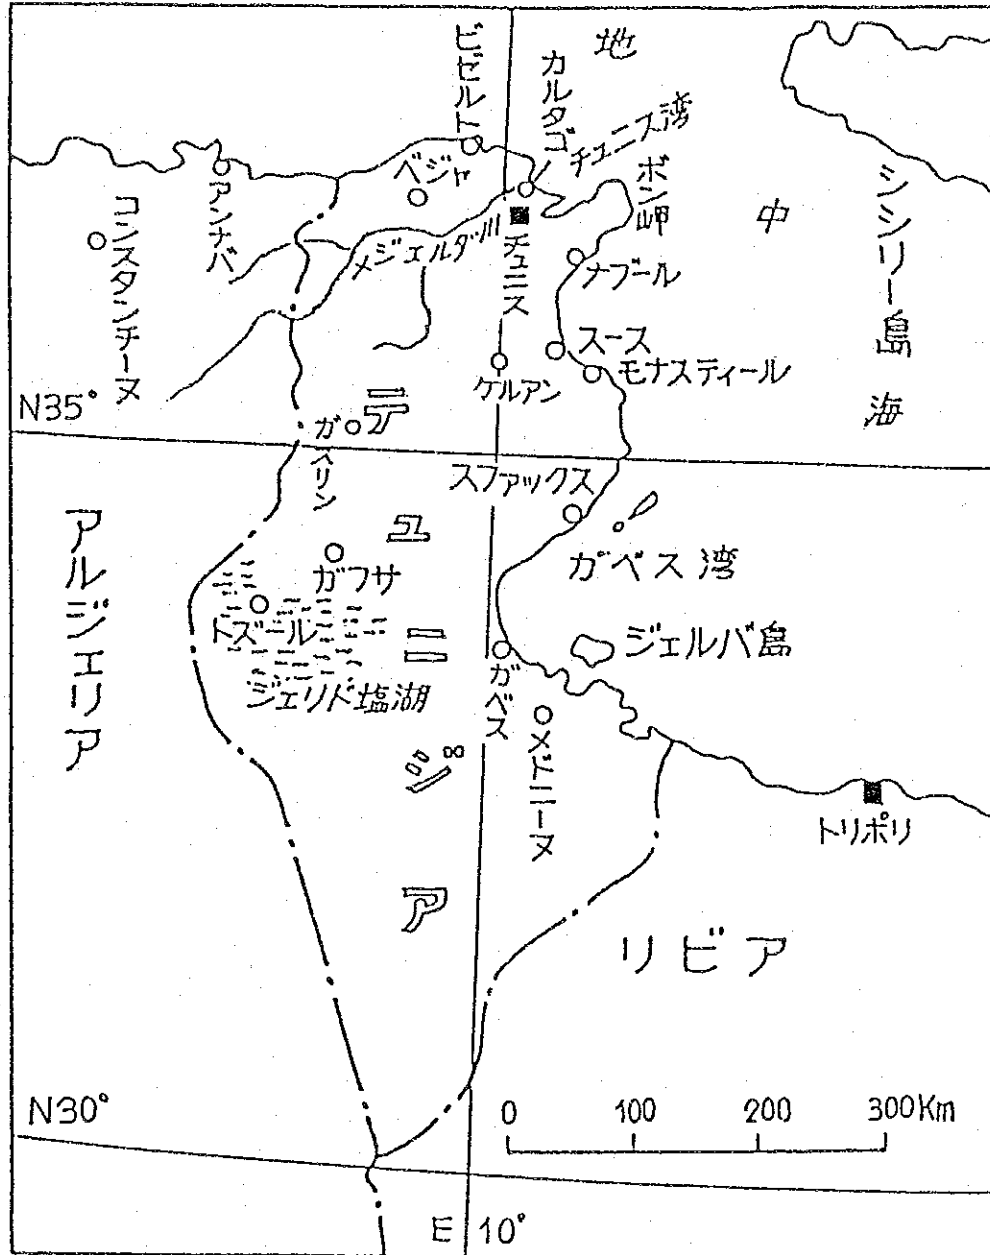 地中海
ビゼルト
カルタゴ
チュニス湾
ボン岬
シシリー島
ベジャ
アンナバ
コンスタンチーヌ
メジェルダ川
チュニス
ナブール
スース
モナスティール
ケルアン
N35°
ガベリン
スファックス
ガベス湾
アルジェリア
テュニジア
ガフサ
トズール
ジェリド塩湖
ジェルバ島
ガベス
メドニーヌ
トリポリ
リビア
N30°
0 100 200 300Km
E 10°